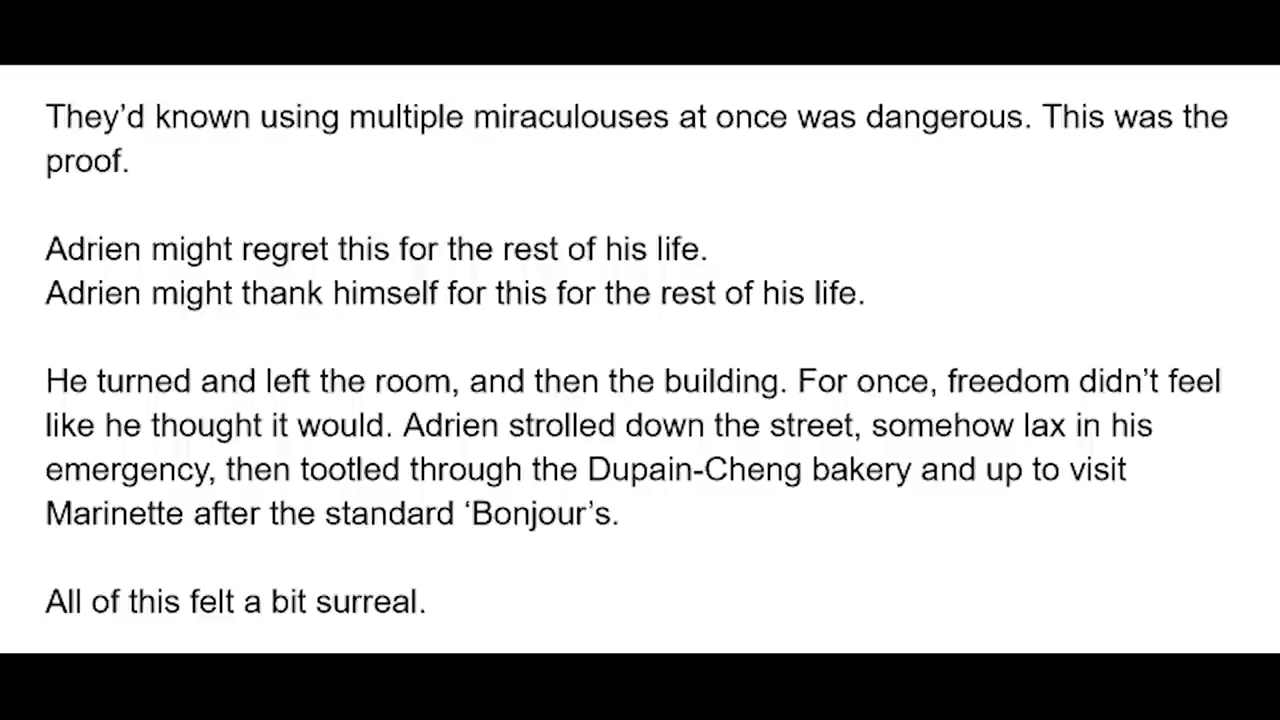 They’d known using multiple miraculouses at once was dangerous. This was the
proof.
Adrien might regret this for the rest of his life.
Adrien might thank himself for this for the rest of his life.
He turned and left the room, and then the building. For once, freedom didn’t feel
like he thought it would. Adrien strolled down the street, somehow lax in his
emergency, then tootled through the Dupain-Cheng bakery and up to visit
Marinette after the standard ‘Bonjour’s.
All of this felt a bit surreal.